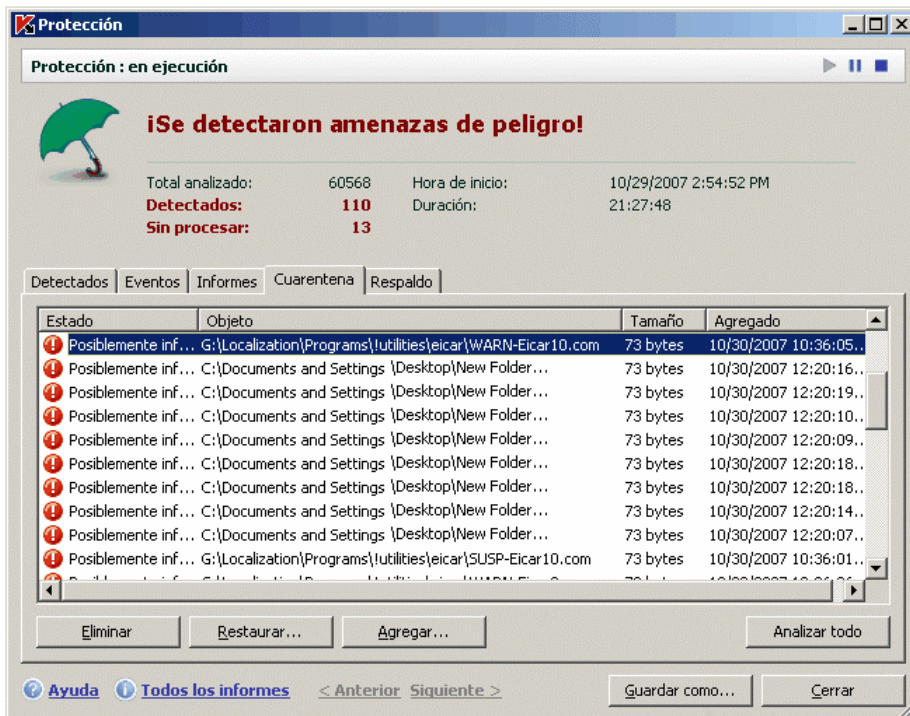 Protección
Protección : en ejecución
¡Se detectaron amenazas de peligro!
Total analizado: 60568 Hora de inicio: 10/29/2007 2:54:52 PM
Detectados: 110 Duración: 21:27:48
Sin procesar: 13
Detectados Eventos Informes Cuarentena Respaldo
Estado Objeto Tamaño Agregado
Posiblemente inf... G:\Localization\Programs\!utilities\eicar\WARN-Eicar10.com 73 bytes 10/30/2007 10:36:05..
Posiblemente inf... C:\Documents and Settings \Desktop\New Folder... 73 bytes 10/30/2007 12:20:16..
Posiblemente inf... C:\Documents and Settings \Desktop\New Folder... 73 bytes 10/30/2007 12:20:19..
Posiblemente inf... C:\Documents and Settings \Desktop\New Folder... 73 bytes 10/30/2007 12:20:10..
Posiblemente inf... C:\Documents and Settings \Desktop\New Folder... 73 bytes 10/30/2007 12:20:09..
Posiblemente inf... C:\Documents and Settings \Desktop\New Folder... 73 bytes 10/30/2007 12:20:18..
Posiblemente inf... C:\Documents and Settings \Desktop\New Folder... 73 bytes 10/30/2007 12:20:18..
Posiblemente inf... C:\Documents and Settings \Desktop\New Folder... 73 bytes 10/30/2007 12:20:14..
Posiblemente inf... C:\Documents and Settings \Desktop\New Folder... 73 bytes 10/30/2007 12:20:07..
Posiblemente inf... G:\Localization\Programs\!utilities\eicar\SUSP-Eicar10.com 73 bytes 10/30/2007 10:36:01..
Eliminar Restaurar... Agregar... Analizar todo
Ayuda Todos los informes < Anterior Siguiente > Guardar como... Cerrar